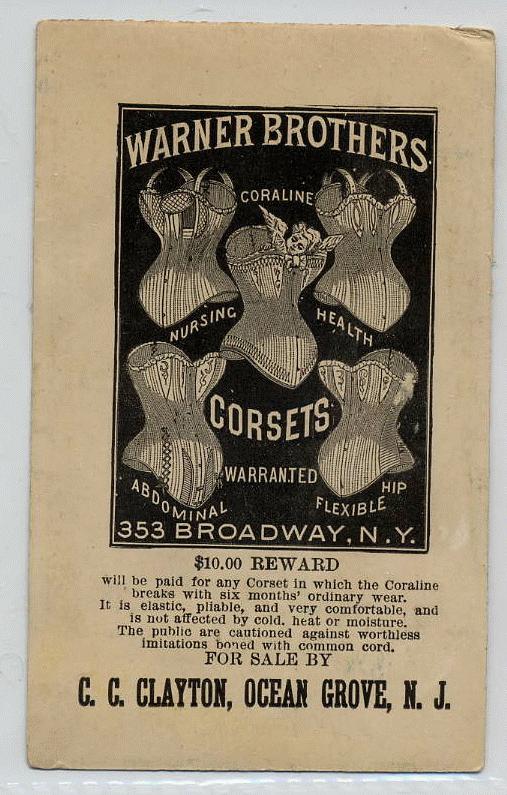 WARNER BROTHERS
CORALINE
NURSING
HEALTH
CORSETS
WARRANTED
ABDOMINAL
FLEXIBLE HIP
353 BROADWAY, N.Y.
$10.00 REWARD
will be paid for any Corset in which the Coraline
breaks with six months' ordinary wear.
It is elastic, pliable, and very comfortable, and
is not affected by cold. heat or moisture.
The public are cautioned against worthless
imitations boned with common cord.
FOR SALE BY
C. C. CLAYTON, OCEAN GROVE, N. J.